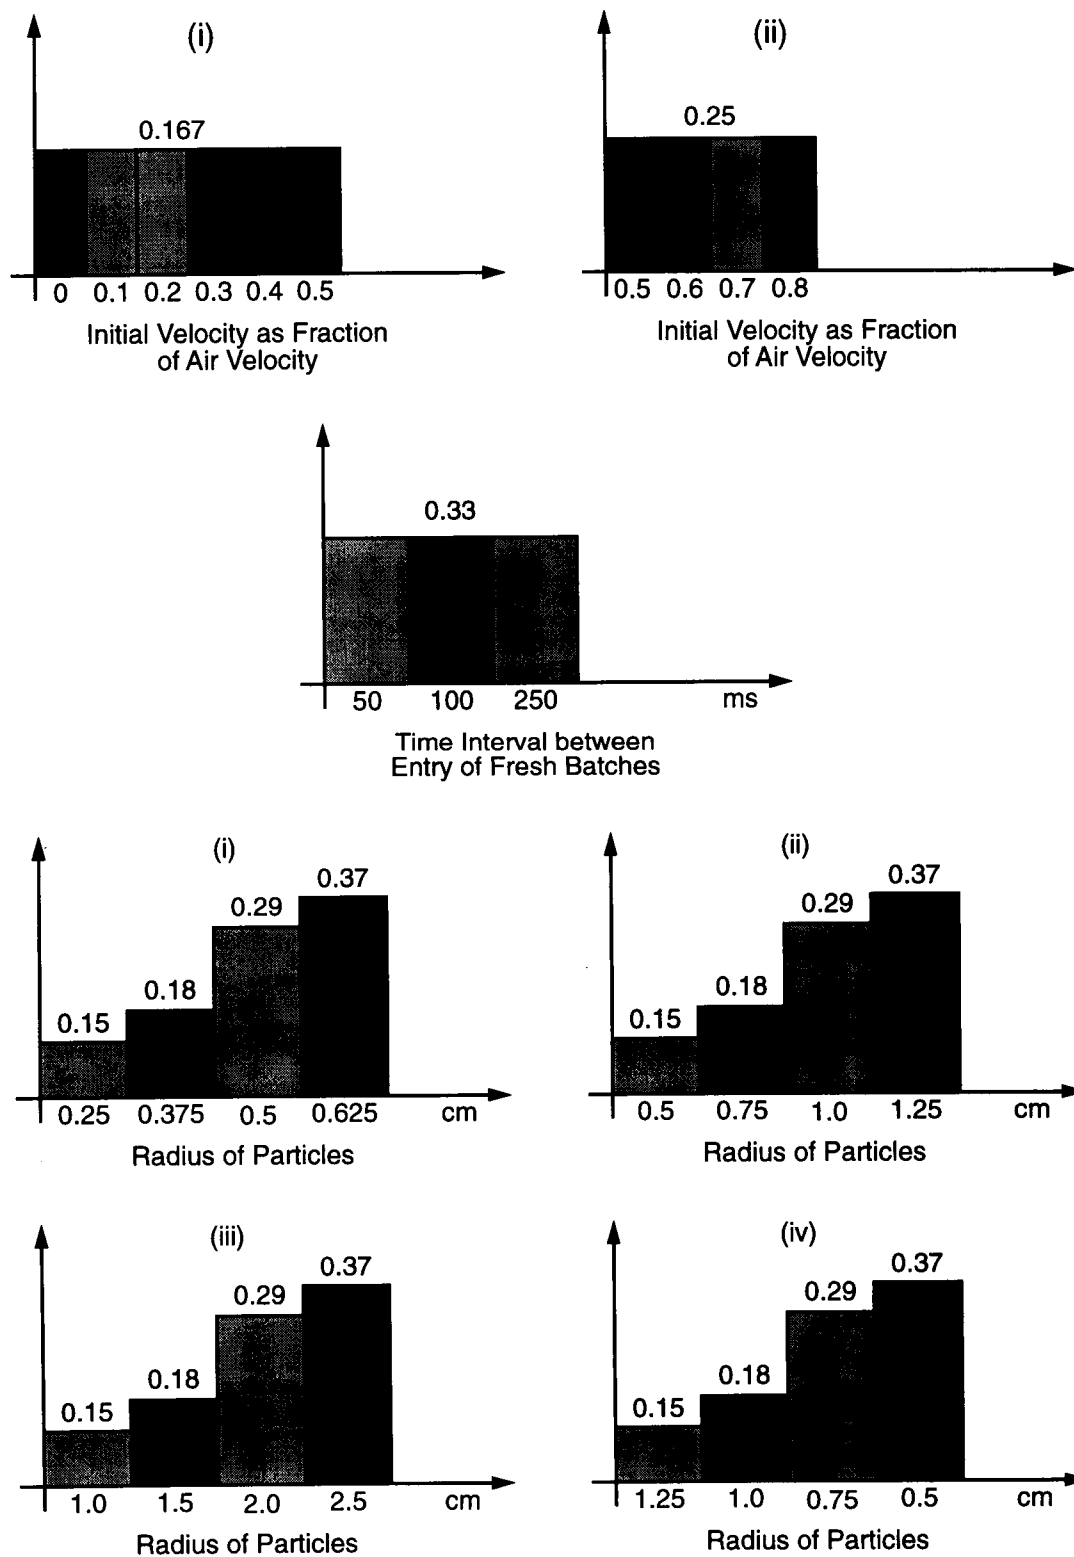 (i)
0.167
0 0.1 0.2 0.3 0.4 0.5
Initial Velocity as Fraction
of Air Velocity
(ii)
0.25
0.5 0.6 0.7 0.8
Initial Velocity as Fraction
of Air Velocity
0.33
50 100 250 ms
Time Interval between
Entry of Fresh Batches
(i)
0.37
0.29
0.18
0.15
0.25 0.375 0.5 0.625 cm
Radius of Particles
(ii)
0.37
0.29
0.18
0.15
0.5 0.75 1.0 1.25 cm
Radius of Particles
(iii)
0.37
0.29
0.18
0.15
1.0 1.5 2.0 2.5 cm
Radius of Particles
(iv)
0.37
0.29
0.18
0.15
1.25 1.0 0.75 0.5 cm
Radius of Particles